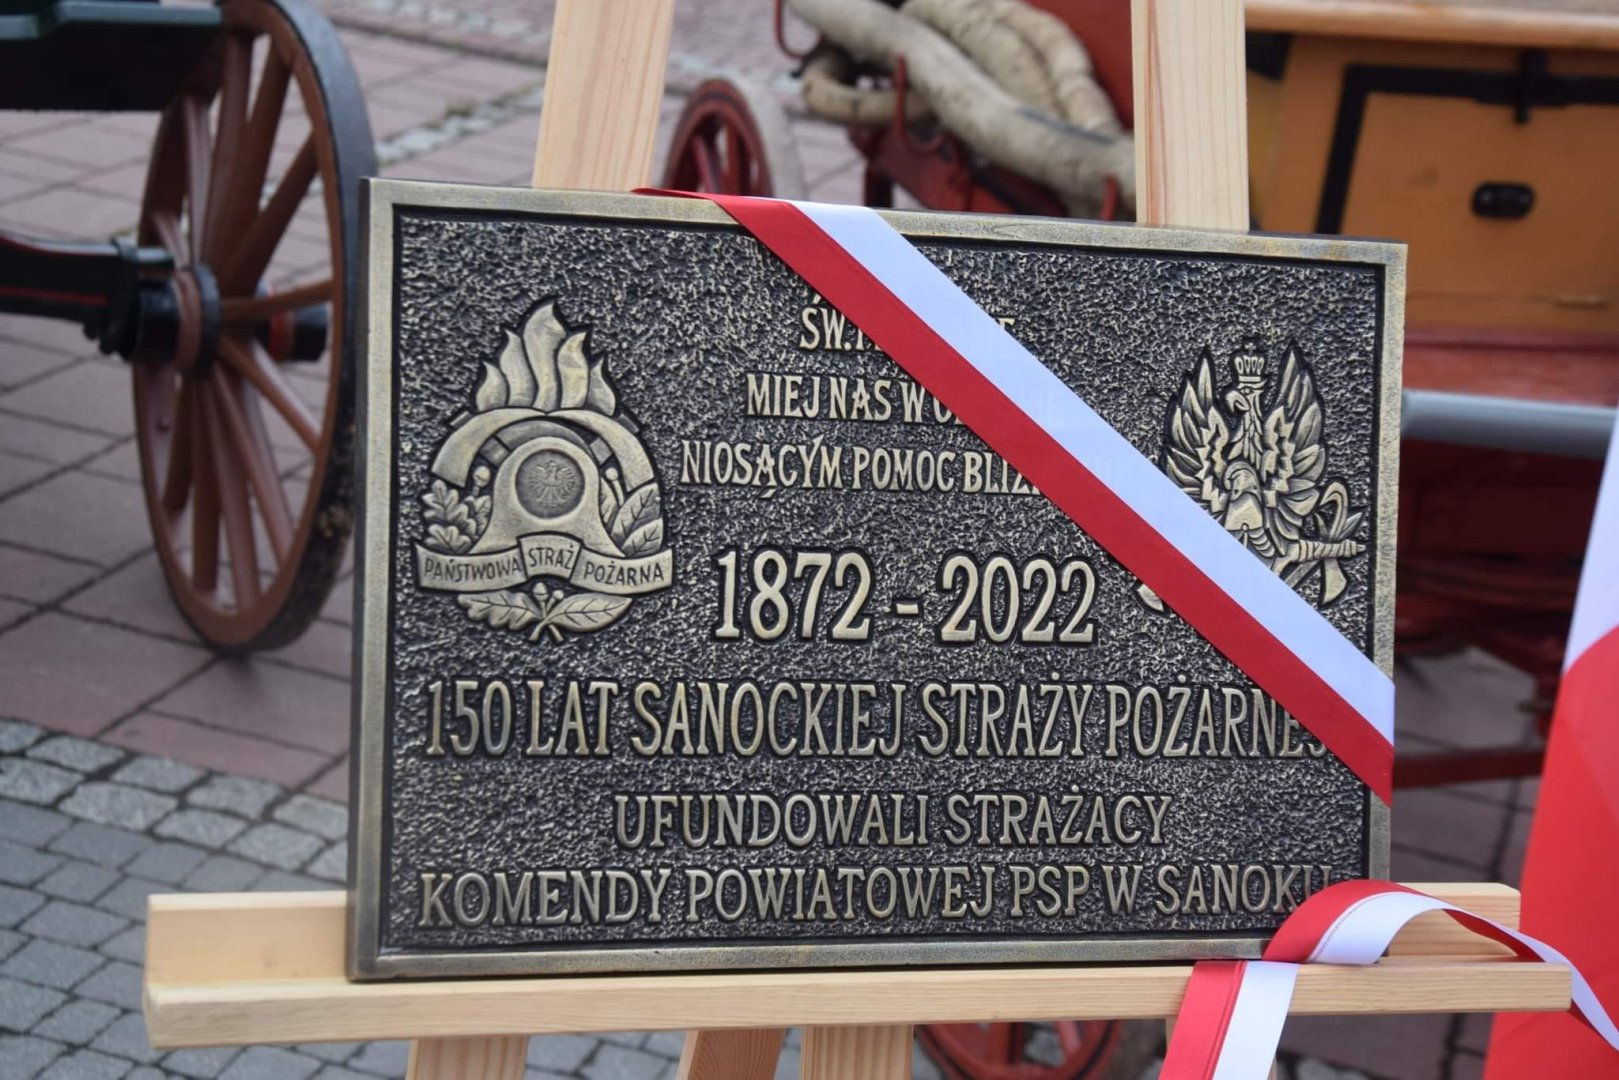 MIEJ NAS W
NIOSĄCYM POMOC
PAŃSTWOWA STRAŻ POŻARNA
1872 - 2022
150 LAT SANOCKIEJ STRAŻY POŻARNEJ
UFUNDOWALI STRAŻACY
KOMENDY POWIATOWEJ PSP W SANOKU